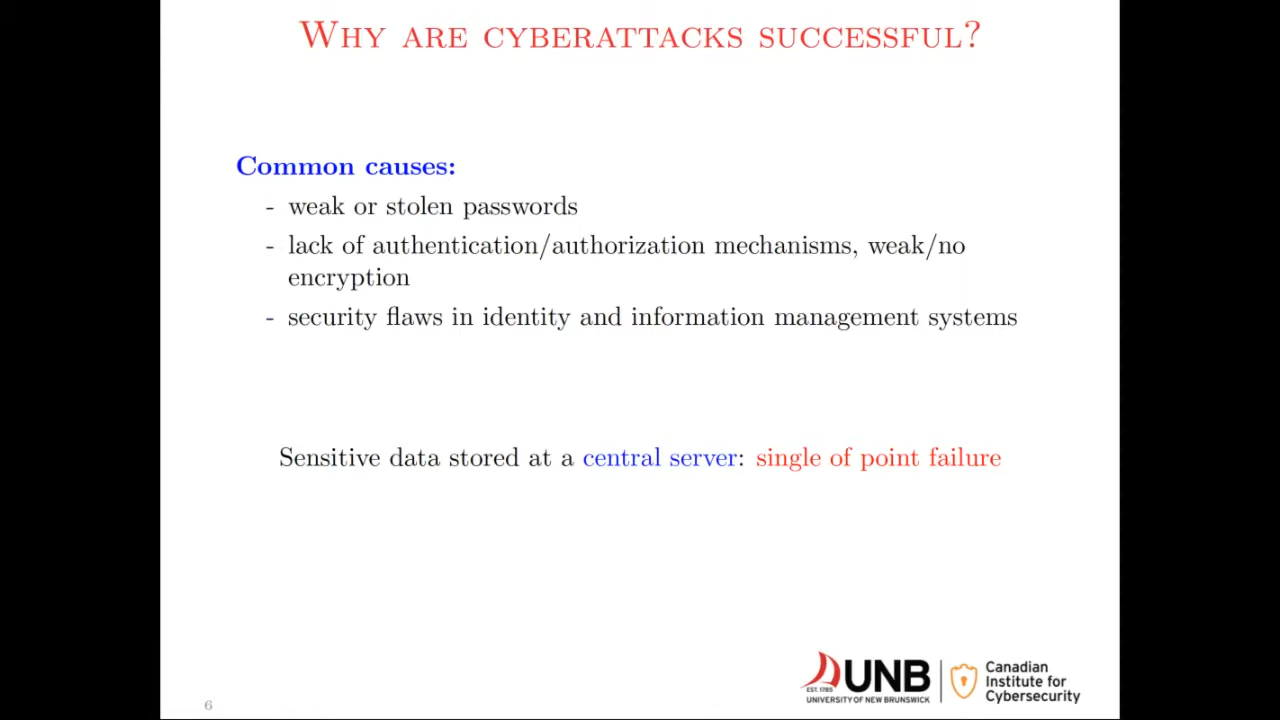 WHY ARE CYBERATTACKS SUCCESSFUL?
Common causes:
- weak or stolen passwords
- lack of authentication/authorization mechanisms, weak/no
encryption
- security flaws in identity and information management systems
Sensitive data stored at a central server: single of point failure
EST. 1785
UNB
UNIVERSITY OF NEW BRUNSWICK
Canadian
Institute for
Cybersecurity
6